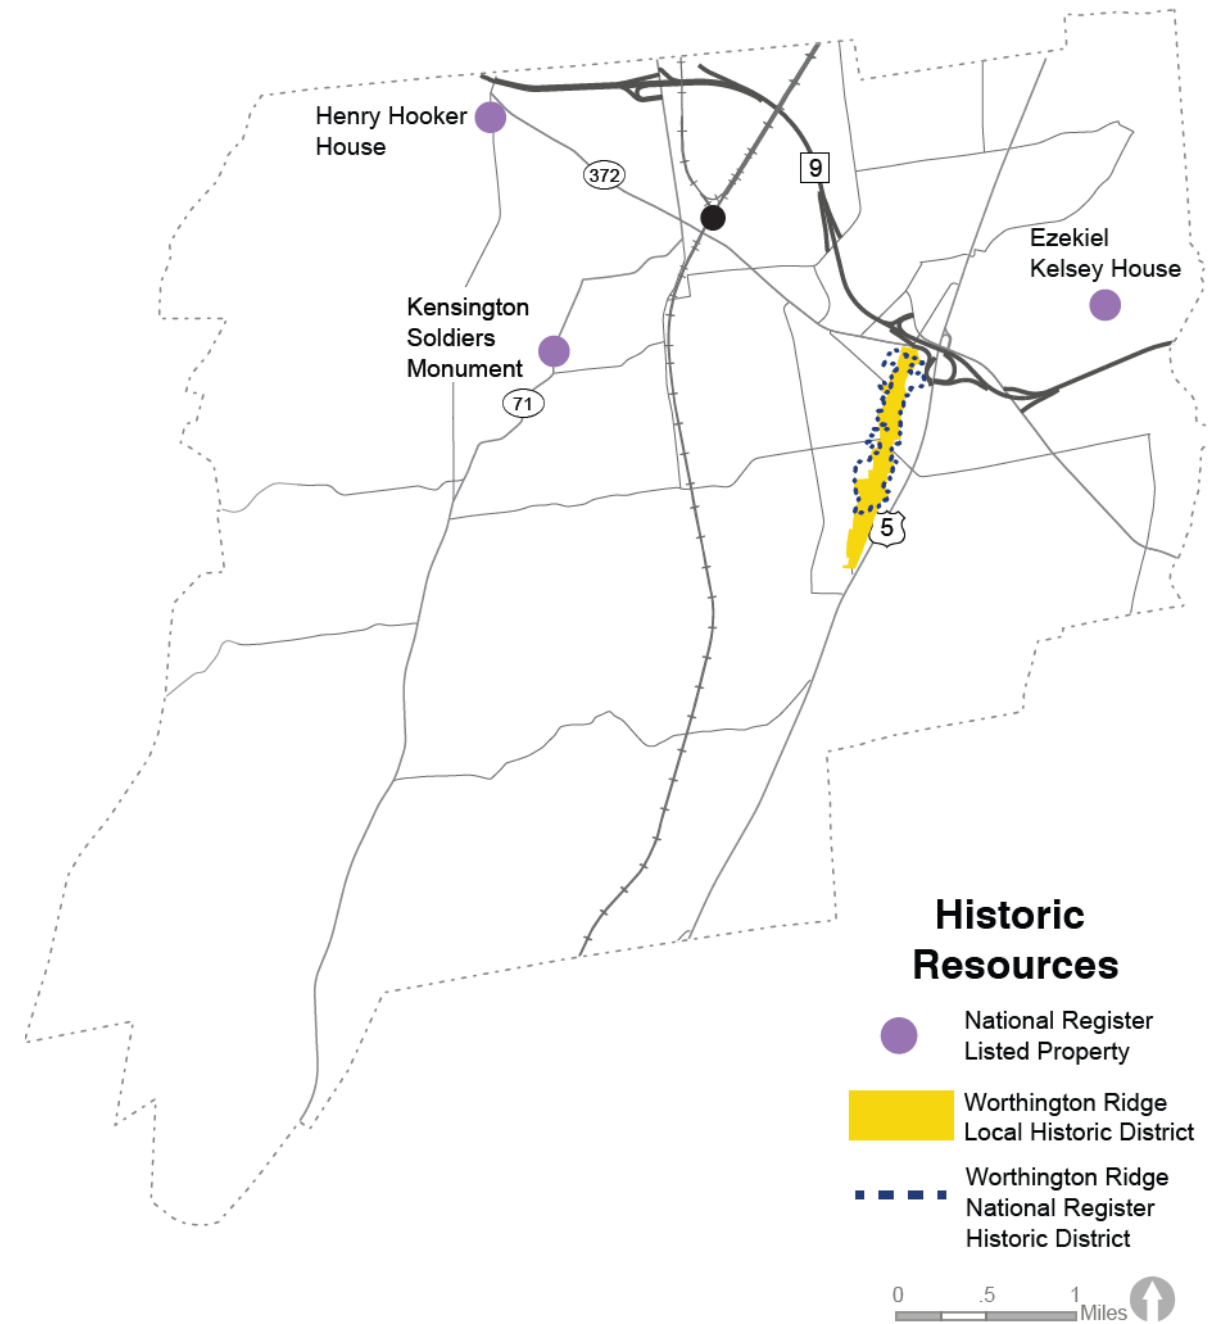 Henry Hooker
House
372
9
Ezekiel
Kelsey House
Kensington
Soldiers
Monument
71
5
Historic
Resources
National Register
Listed Property
Worthington Ridge
Local Historic District
Worthington Ridge
National Register
Historic District
0 .5 1
Miles